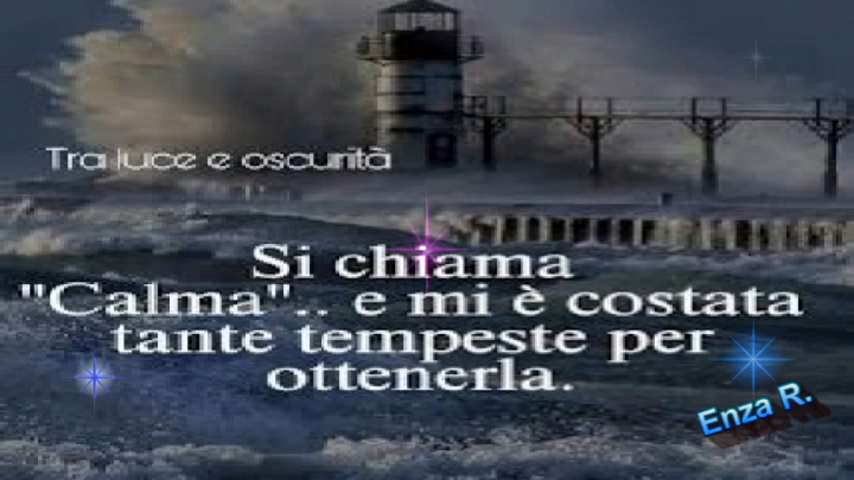 Tra luce e oscurità
Si chiama
"Calma".. e mi è costata
tante tempeste per
ottenerla.
Enza R.